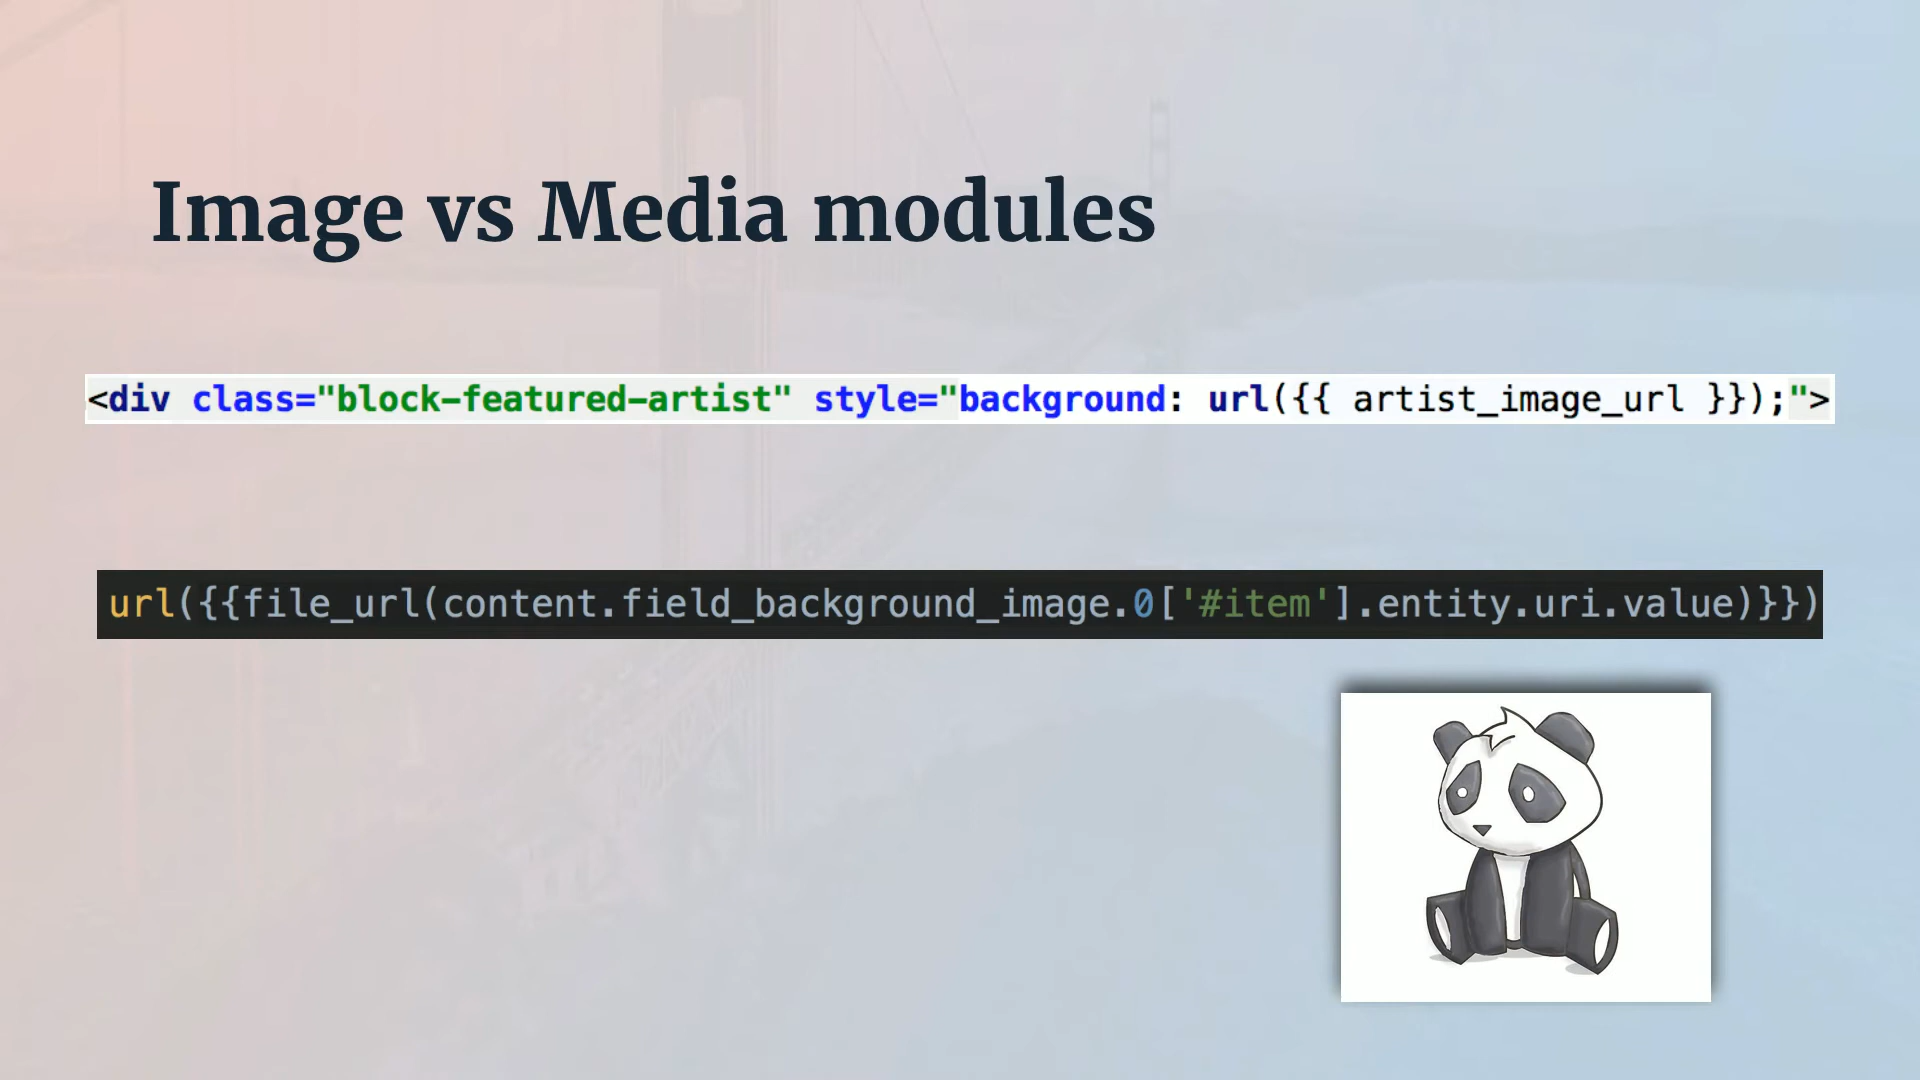 Image vs Media modules
<div class="block-featured-artist" style="background: url({{ artist_image_url }});">
url({{file_url(content.field_background_image.0['#item'].entity.uri.value)}})